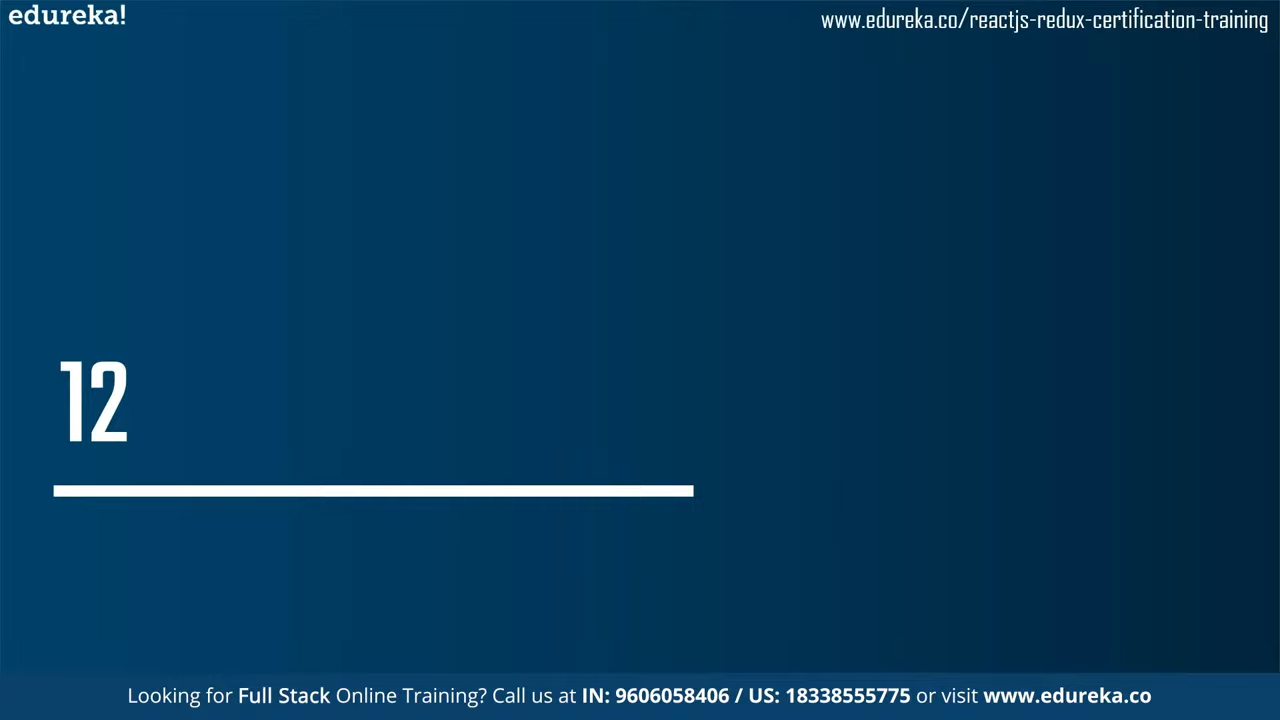 edureka!
www.edureka.co/reactjs-redux-certification-training
12
Looking for Full Stack Online Training? Call us at IN: 9606058406 / US: 18338555775 or visit www.edureka.co